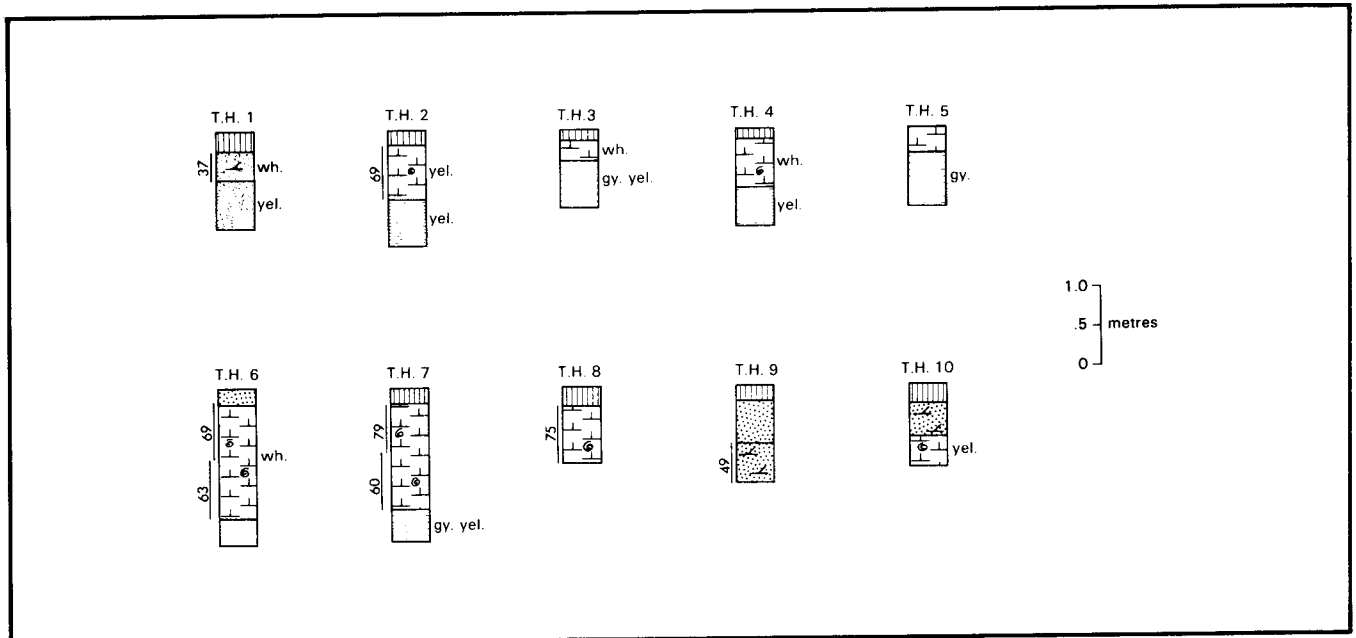 T.H. 1
37
wh.
yel.
T.H. 2
69
yel.
yel.
T.H.3
wh.
gy. yel.
T.H. 4
wh.
yel.
T.H. 5
gy.
1.0
.5
metres
0
T.H. 6
69
wh.
63
T.H. 7
79
60
gy. yel.
T.H. 8
75
T.H. 9
49
T.H. 10
yel.